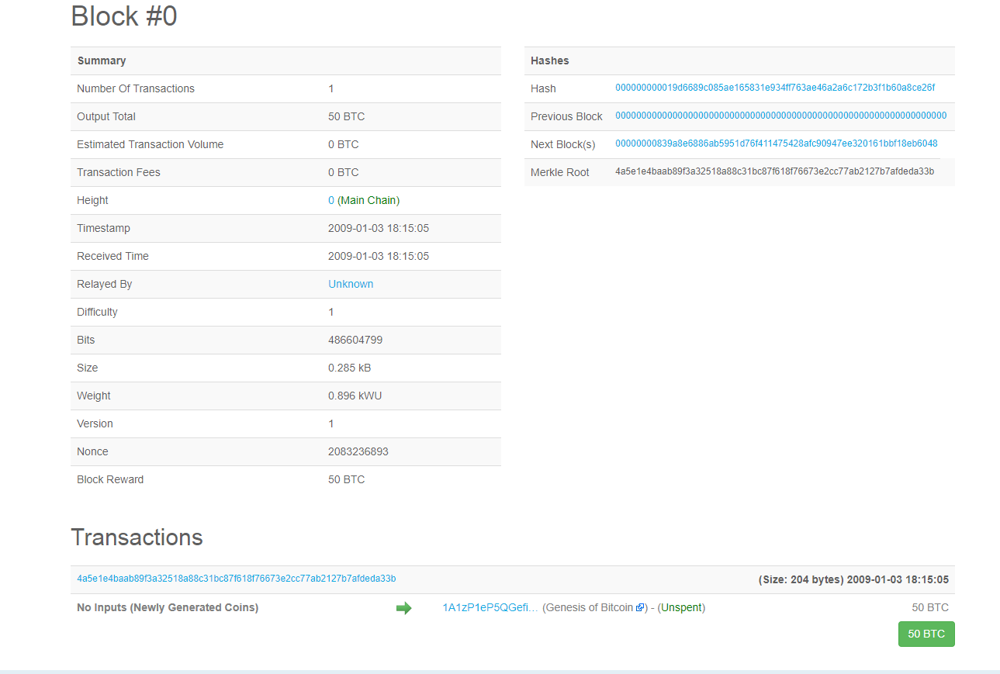 Block #0
Summary
Number Of Transactions 1
Output Total 50 BTC
Estimated Transaction Volume 0 BTC
Transaction Fees 0 BTC
Height 0 (Main Chain)
Timestamp 2009-01-03 18:15:05
Received Time 2009-01-03 18:15:05
Relayed By Unknown
Difficulty 1
Bits 486604799
Size 0.285 kB
Weight 0.896 kWU
Version 1
Nonce 2083236893
Block Reward 50 BTC
Hashes
Hash 000000000019d6689c085ae165831e934ff763ae46a2a6c172b3f1b60a8ce26f
Previous Block 0000000000000000000000000000000000000000000000000000000000000000
Next Block(s) 00000000839a8e6886ab5951d76f411475428afc90947ee320161bbf18eb6048
Merkle Root 4a5e1e4baab89f3a32518a88c31bc87f618f76673e2cc77ab2127b7afdeda33b
Transactions
4a5e1e4baab89f3a32518a88c31bc87f618f76673e2cc77ab2127b7afdeda33b (Size: 204 bytes) 2009-01-03 18:15:05
No Inputs (Newly Generated Coins) 1A1zP1eP5QGefi… (Genesis of Bitcoin) - (Unspent) 50 BTC
50 BTC